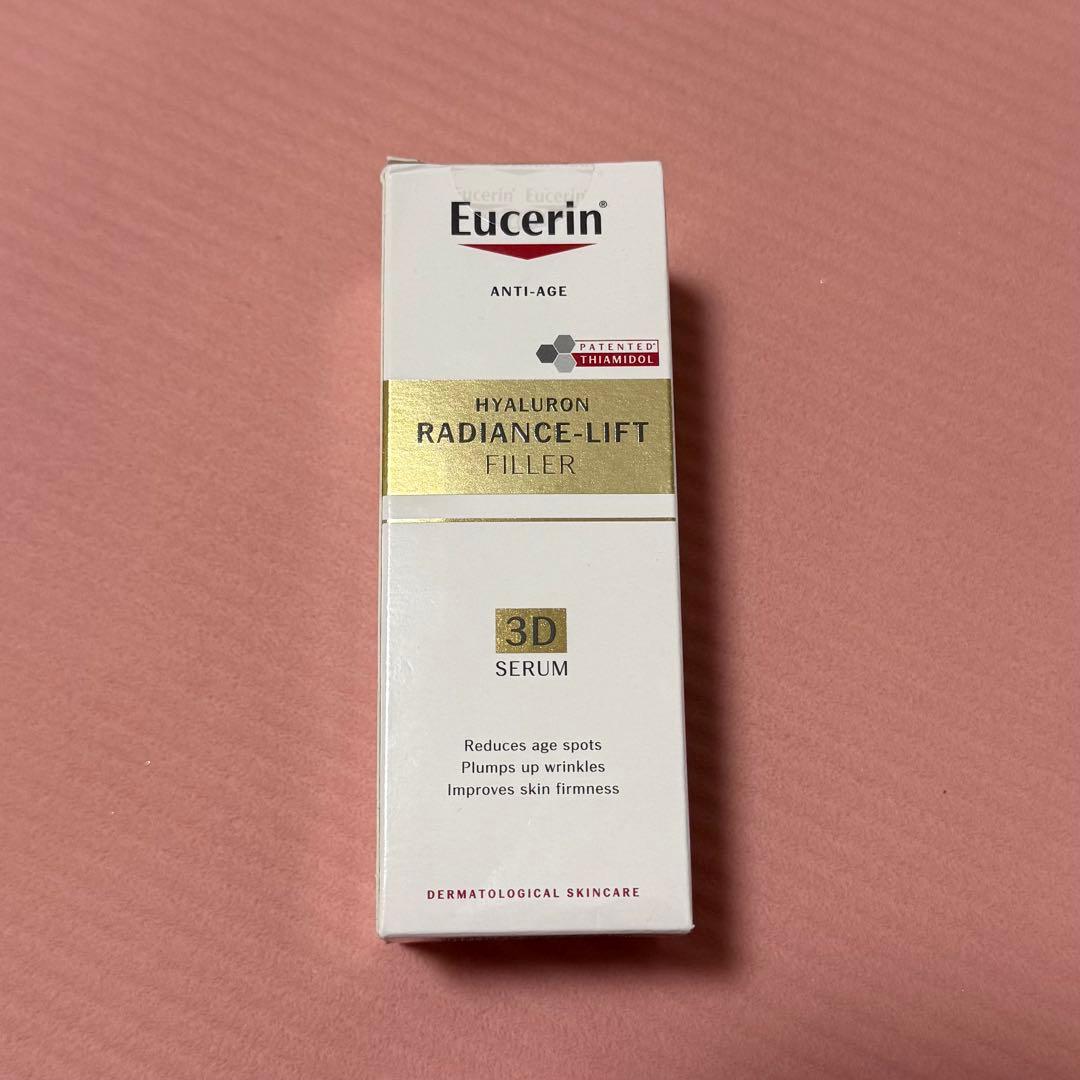 Eucerin Eucerin
Eucerin®
ANTI-AGE
PATENTED*
THIAMIDOL
HYALURON
RADIANCE-LIFT
FILLER
3D
SERUM
Reduces age spots
Plumps up wrinkles
Improves skin firmness
DERMATOLOGICAL SKINCARE